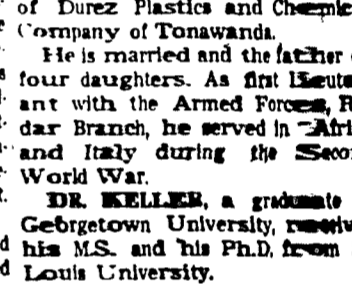 of Durez Plastics and Chemic
Company of Tonawanda.
He is married and the father
four daughters. As first Lieute
ant with the Armed Forces, R
dar Branch, he served in Afri
and Italy during the Seco
World War.
DR. KELLER, a graduate
Georgetown University, receiv
d his M.S. and his Ph.D. from
d Louis University.